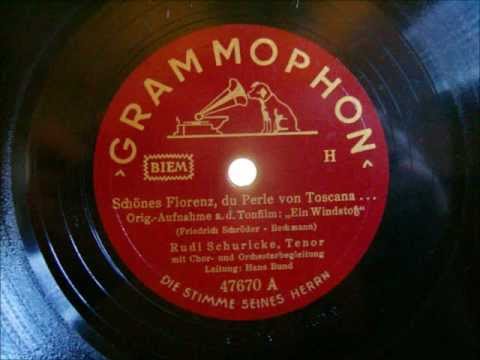 GRAMMOPHON
BIEM
H
Schönes Florenz, du Perle von Toscana ...
Orig.-Aufnahme a. d. Tonfilm: „Ein Windstoß“
(Friedrich Schröder - Beckmann)
Rudi Schuricke, Tenor
mit Chor- und Orchesterbegleitung
Leitung: Hans Bund
47670 A
DIE STIMME SEINES HERRN